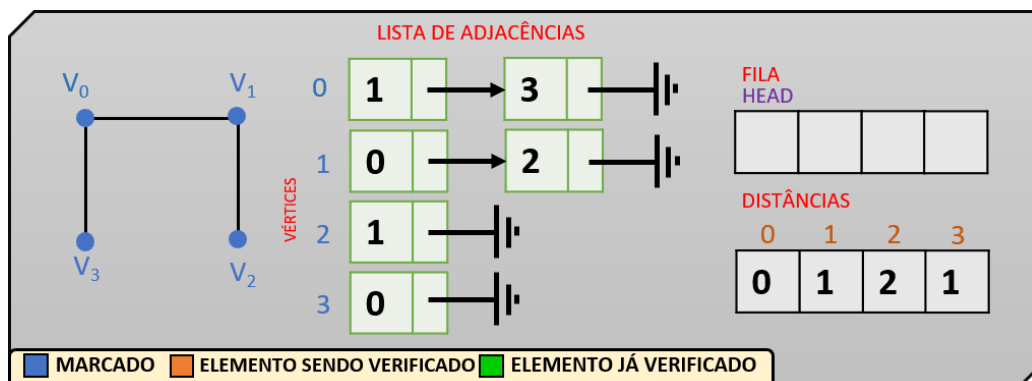 LISTA DE ADJACÊNCIAS
V0 V1
V3 V2
VÉRTICES
0 1 3
1 0 2
2 1
3 0
FILA
HEAD
DISTÂNCIAS
0 1 2 3
0 1 2 1
MARCADO ELEMENTO SENDO VERIFICADO ELEMENTO JÁ VERIFICADO